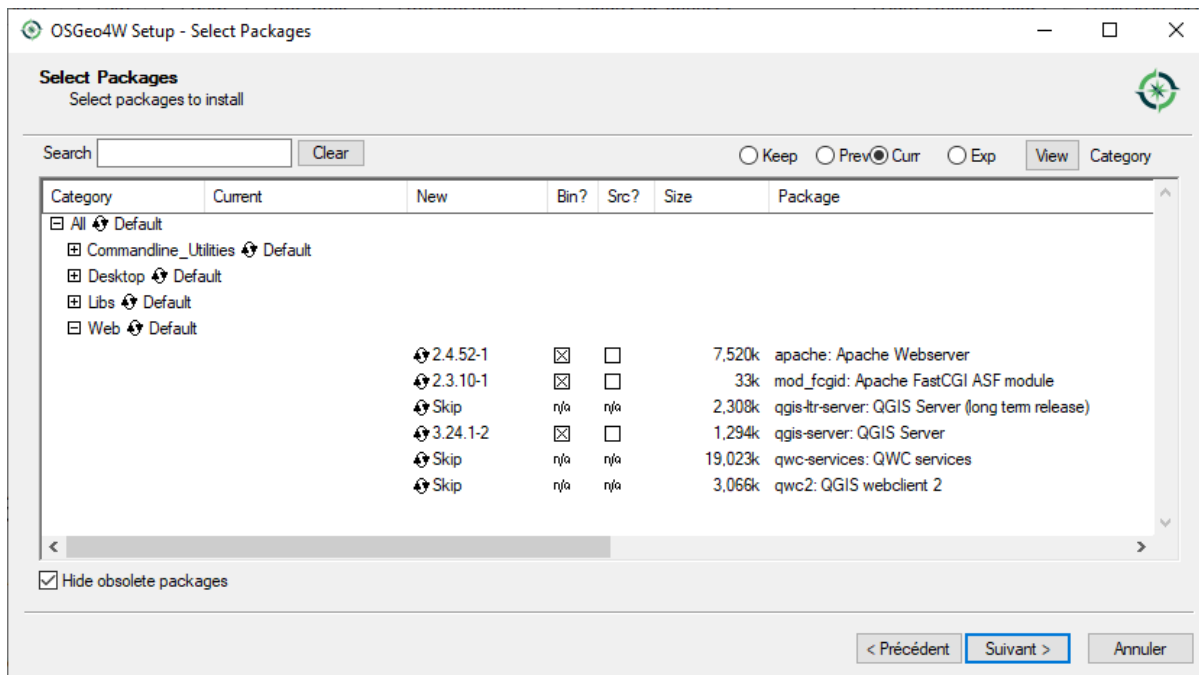 OSGeo4W Setup - Select Packages
Select Packages
Select packages to install
Search Clear Keep Prev Curr Exp View Category
Category Current New Bin? Src? Size Package
All Default
Commandline_Utilities Default
Desktop Default
Libs Default
Web Default
2.4.52-1 7,520k apache: Apache Webserver
2.3.10-1 33k mod_fcgid: Apache FastCGI ASF module
Skip n/a n/a 2,308k qgis-ltr-server: QGIS Server (long term release)
3.24.1-2 1,294k qgis-server: QGIS Server
Skip n/a n/a 19,023k qwc-services: QWC services
Skip n/a n/a 3,066k qwc2: QGIS webclient 2
Hide obsolete packages
< Précédent Suivant > Annuler